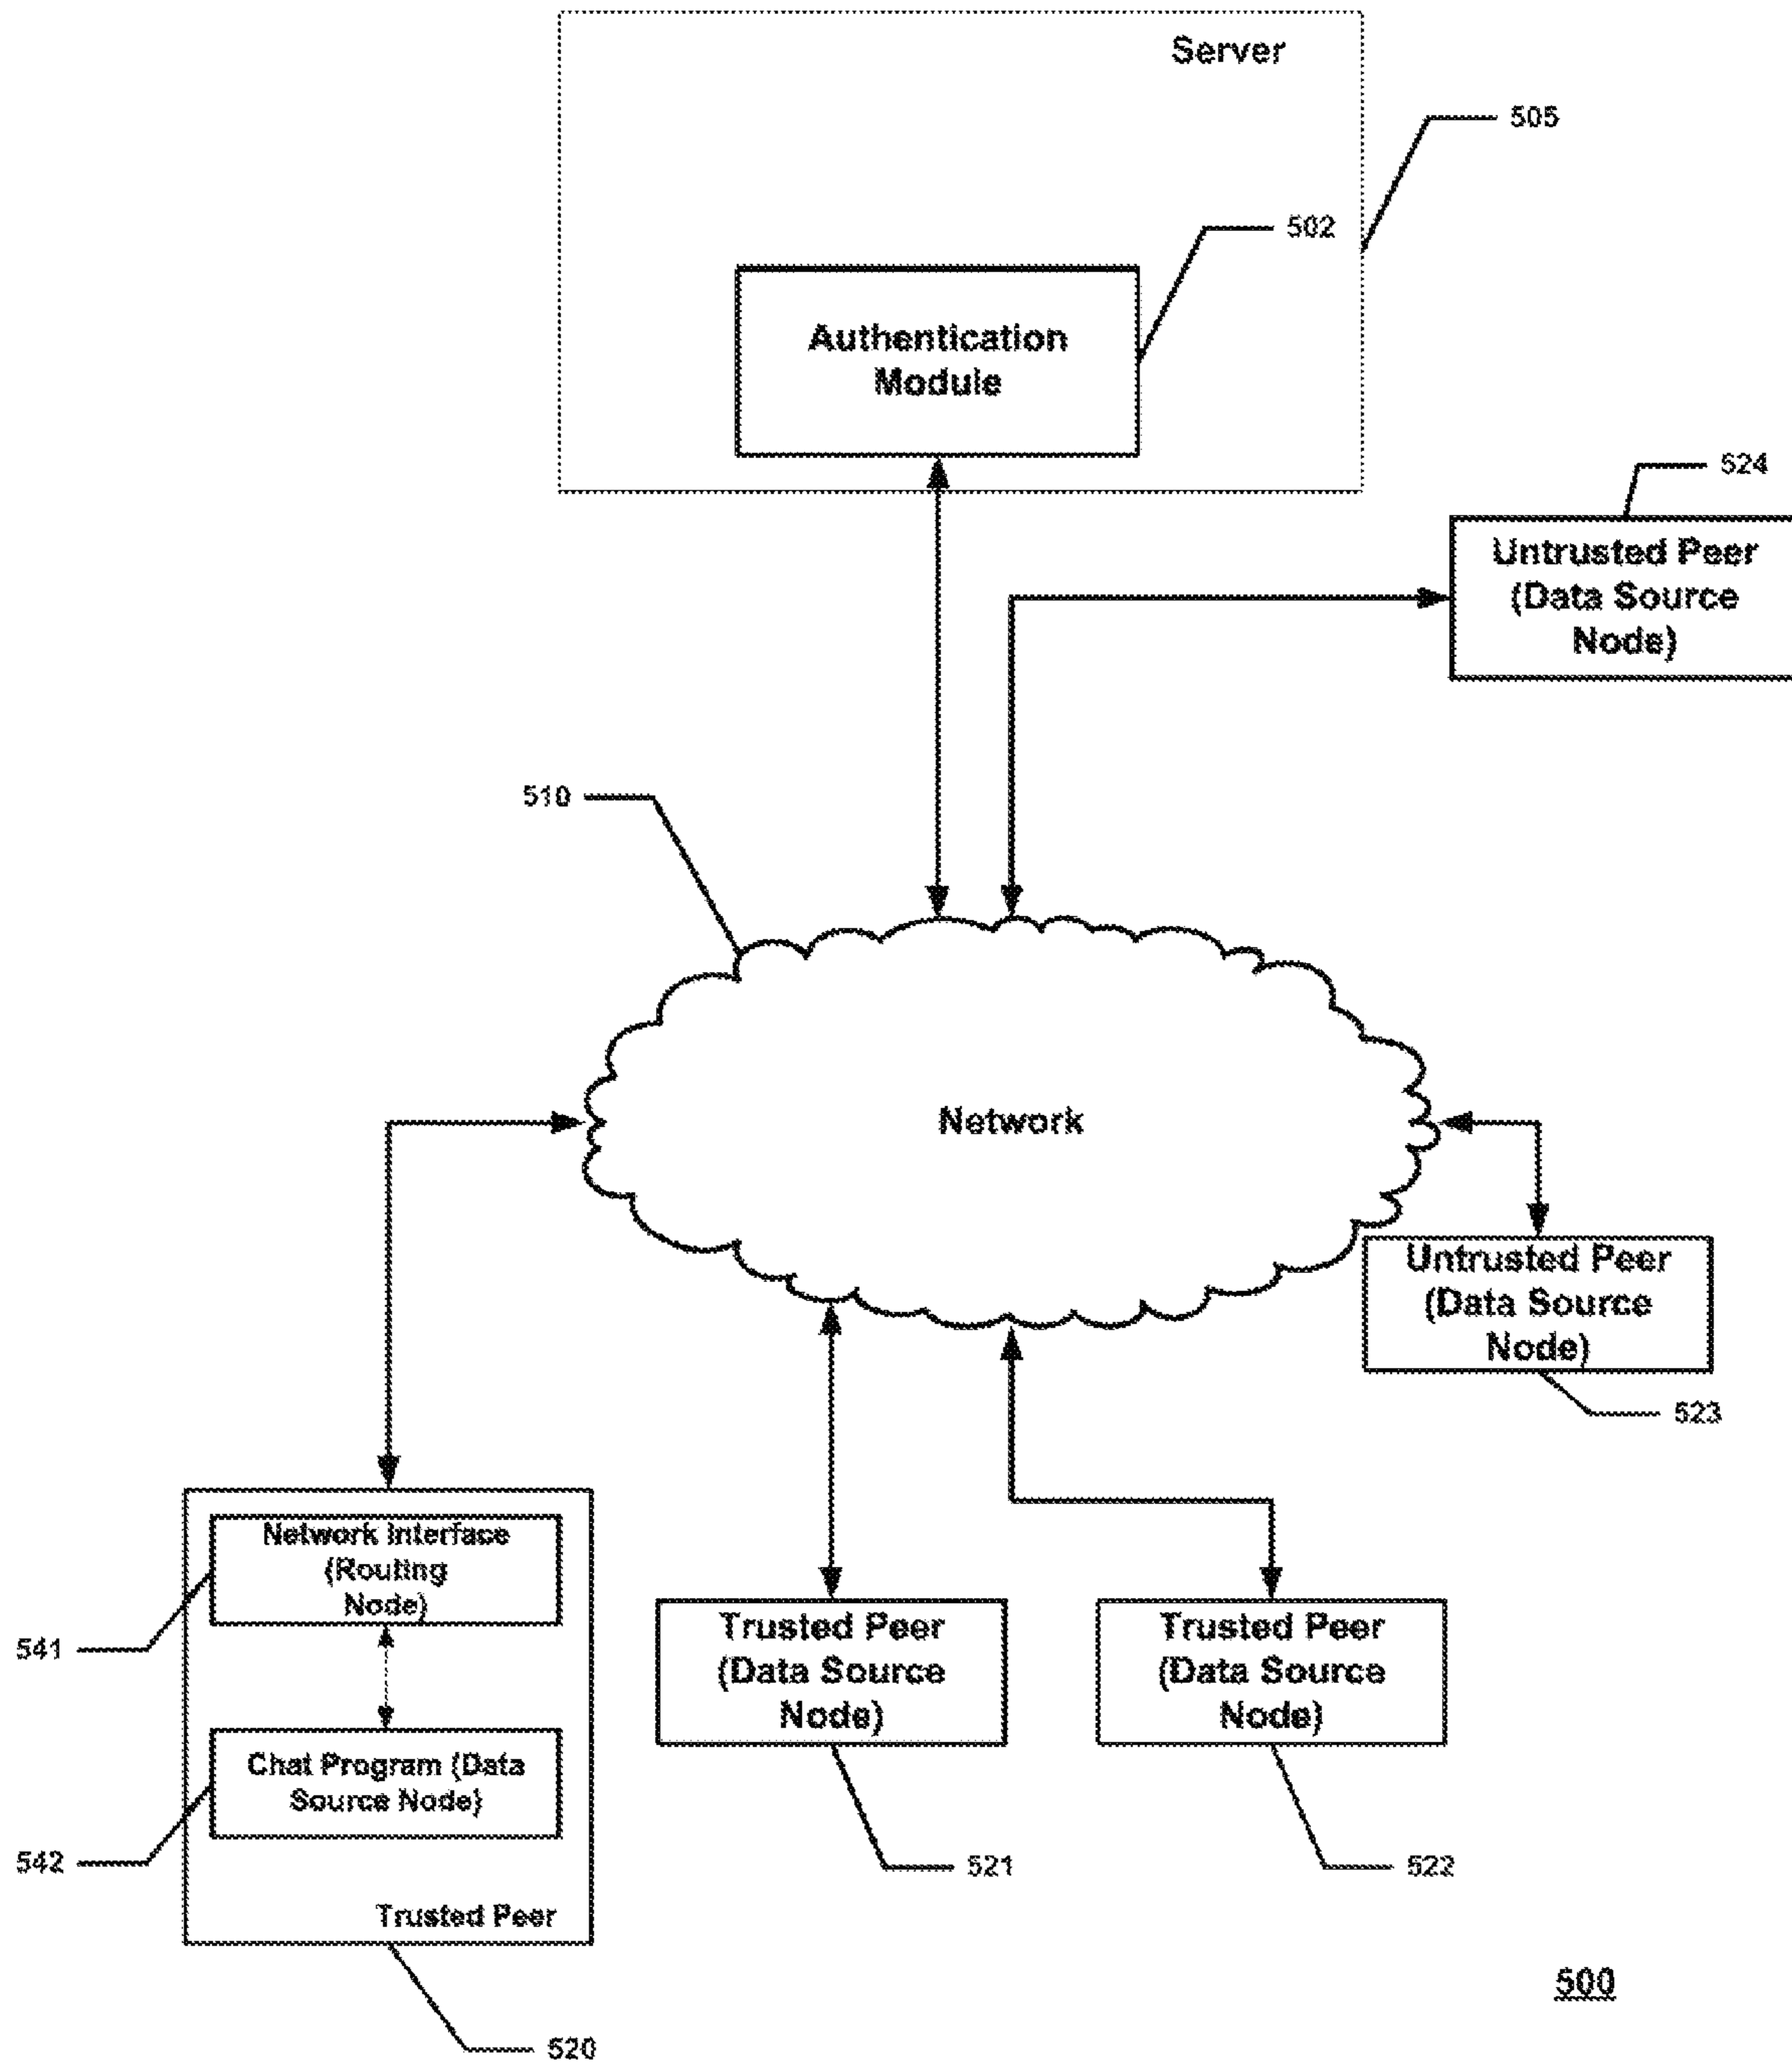 Server
505
502
Authentication
Module
524
Untrusted Peer
(Data Source
Node)
510
Network
Untrusted Peer
(Data Source
Node)
523
Network Interface
(Routing
Node)
541
Chat Program (Data
Source Node)
542
Trusted Peer
520
Trusted Peer
(Data Source
Node)
521
Trusted Peer
(Data Source
Node)
522
500